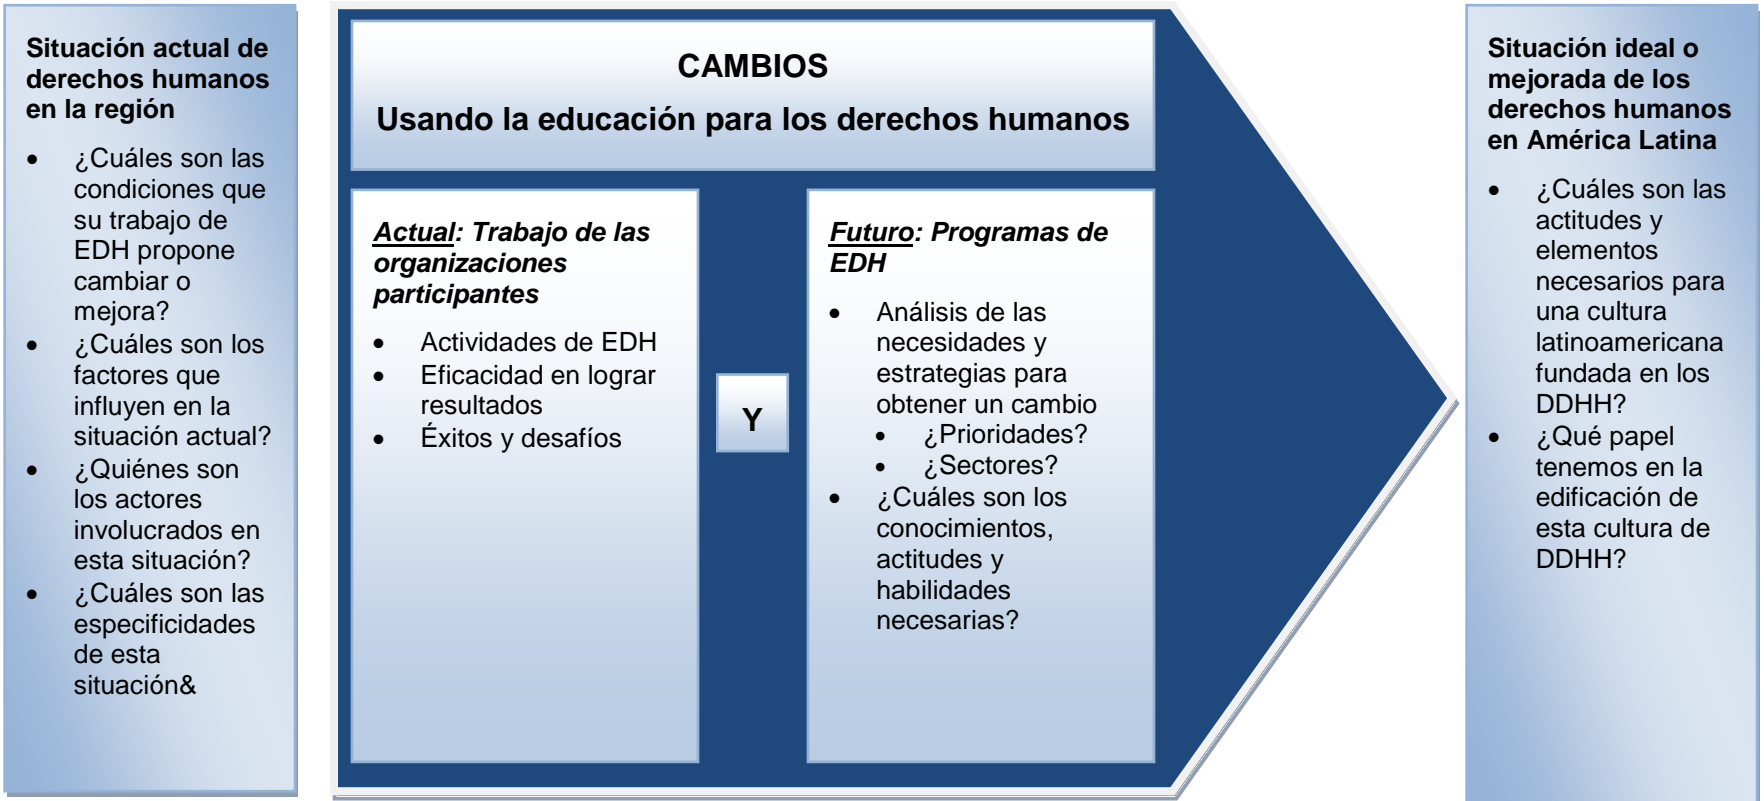 Situación actual de
derechos humanos
en la región
• ¿Cuáles son las
condiciones que
su trabajo de
EDH propone
cambiar o
mejora?
• ¿Cuáles son los
factores que
influyen en la
situación actual?
• ¿Quiénes son
los actores
involucrados en
esta situación?
• ¿Cuáles son las
especificidades
de esta
situación&
CAMBIOS
Usando la educación para los derechos humanos
Actual: Trabajo de las
organizaciones
participantes
• Actividades de EDH
• Eficacidad en lograr
resultados
• Éxitos y desafíos
Y
Futuro: Programas de
EDH
• Análisis de las
necesidades y
estrategias para
obtener un cambio
• ¿Prioridades?
• ¿Sectores?
• ¿Cuáles son los
conocimientos,
actitudes y
habilidades
necesarias?
Situación ideal o
mejorada de los
derechos humanos
en América Latina
• ¿Cuáles son las
actitudes y
elementos
necesarios para
una cultura
latinoamericana
fundada en los
DDHH?
• ¿Qué papel
tenemos en la
edificación de
esta cultura de
DDHH?